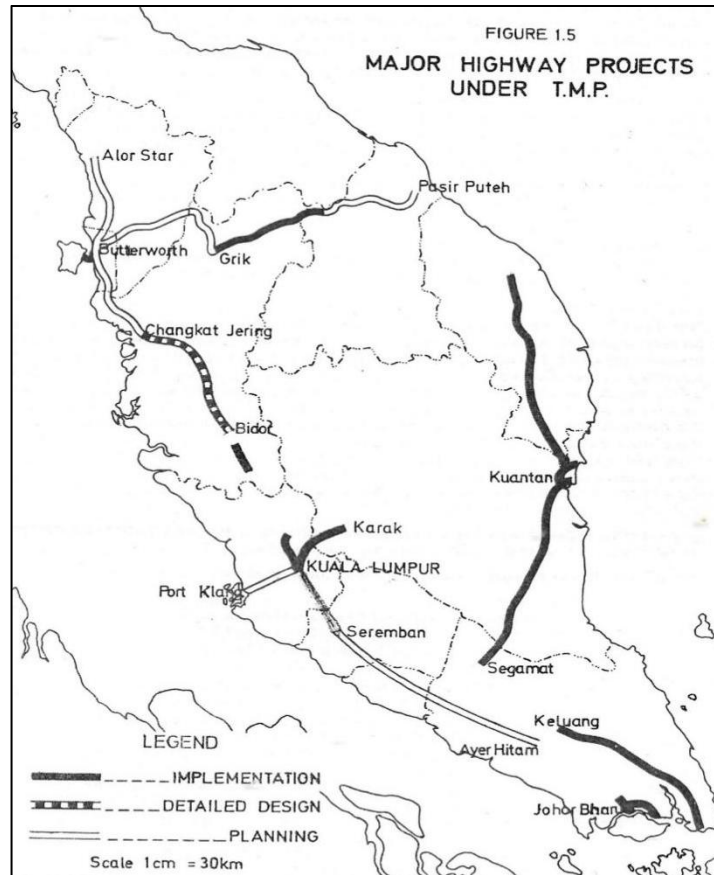 FIGURE 1.5
MAJOR HIGHWAY PROJECTS
UNDER T.M.P.
Alor Star
Pasir Puteh
Butterworth
Grik
Changkat Jering
Bidor
Kuantan
Karak
KUALA LUMPUR
Port Klang
Seremban
Segamat
Keluang
Ayer Hitam
Johor Bharu
LEGEND
IMPLEMENTATION
DETAILED DESIGN
PLANNING
Scale 1cm = 30km